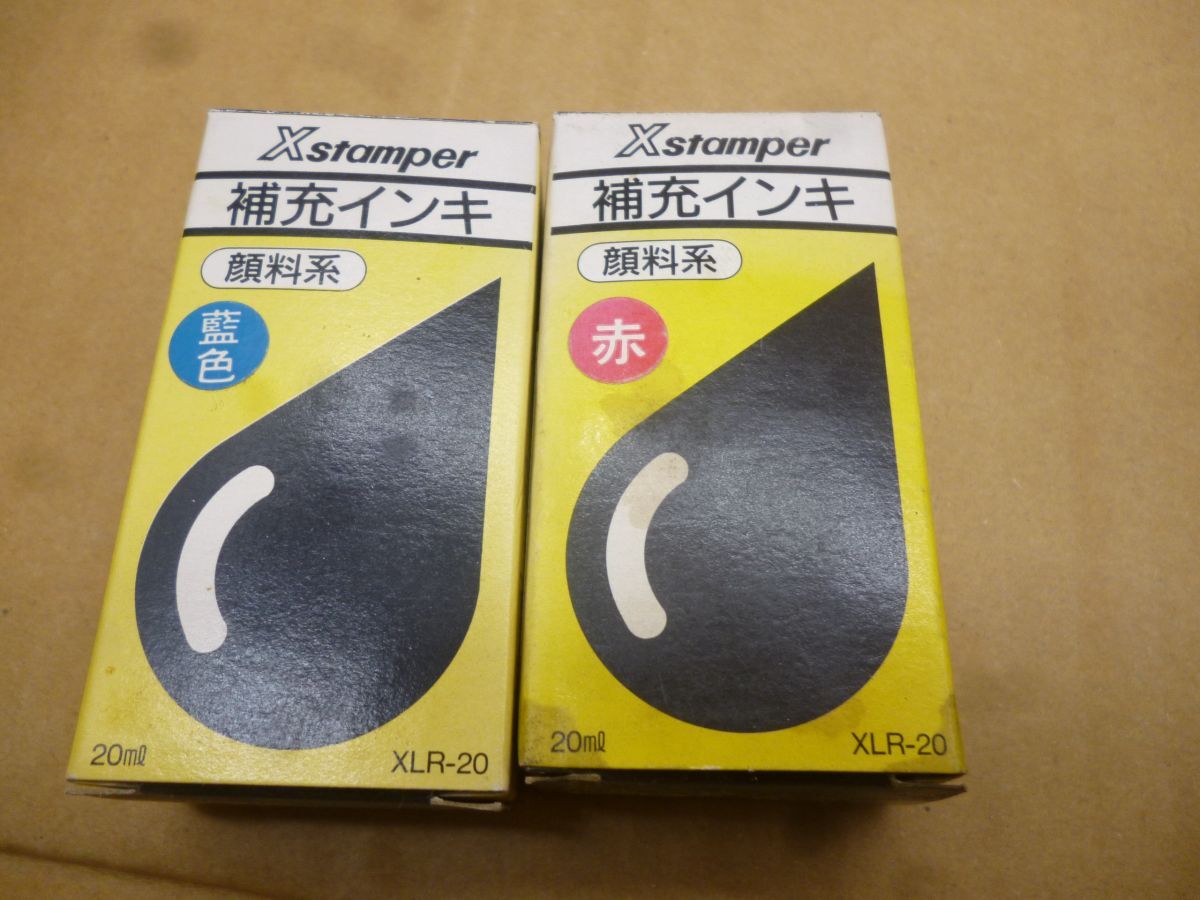 Xstamper
補充インキ
顔料系
藍色
20ml
XLR-20
Xstamper
補充インキ
顔料系
赤
20ml
XLR-20